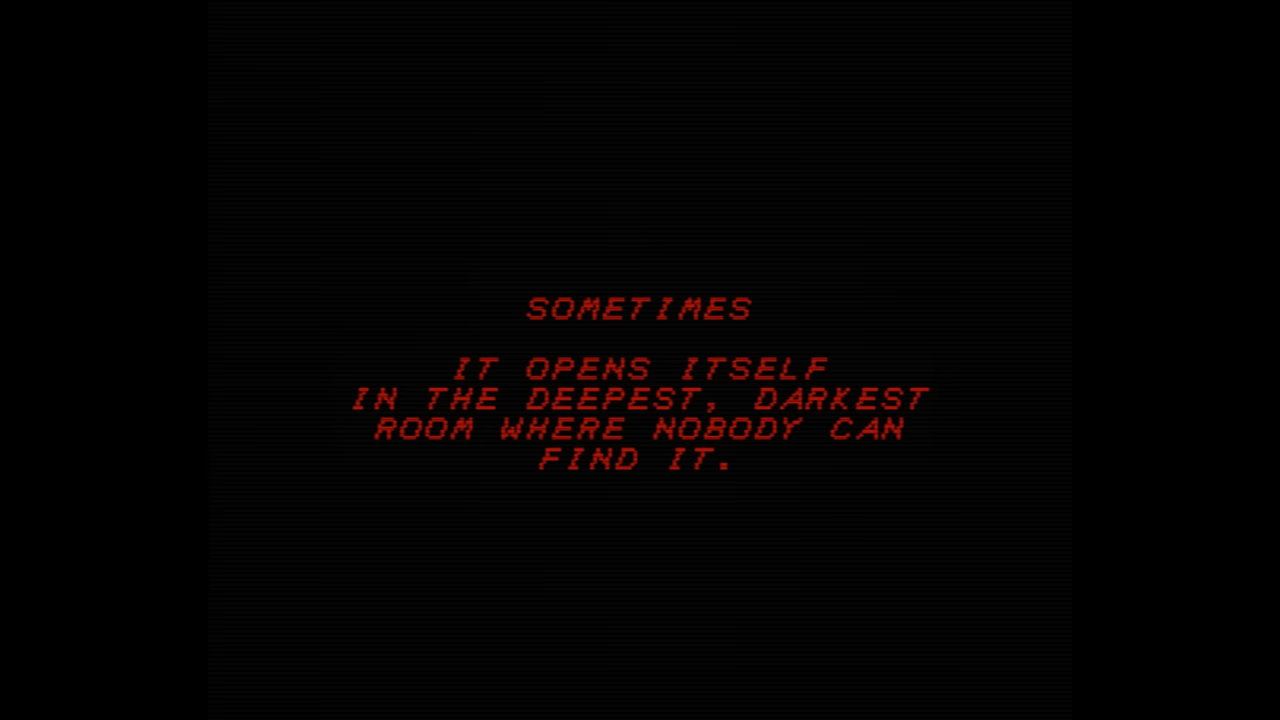 SOMETIMES
IT OPENS ITSELF
IN THE DEEPEST, DARKEST
ROOM WHERE NOBODY CAN
FIND IT.